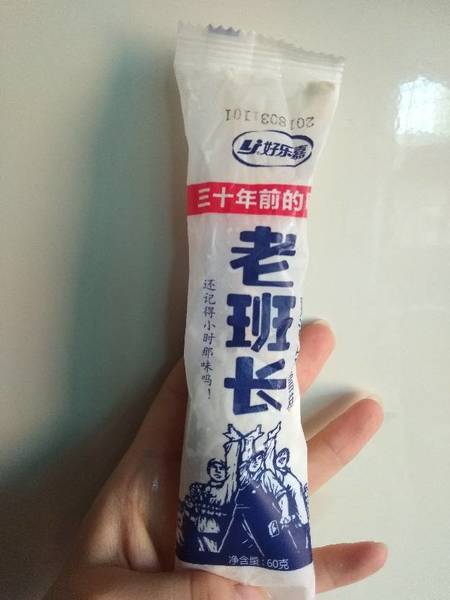 2018031101
好乐嘉
三十年前的
老班长
还记得小时那味吗！
净含量：60克